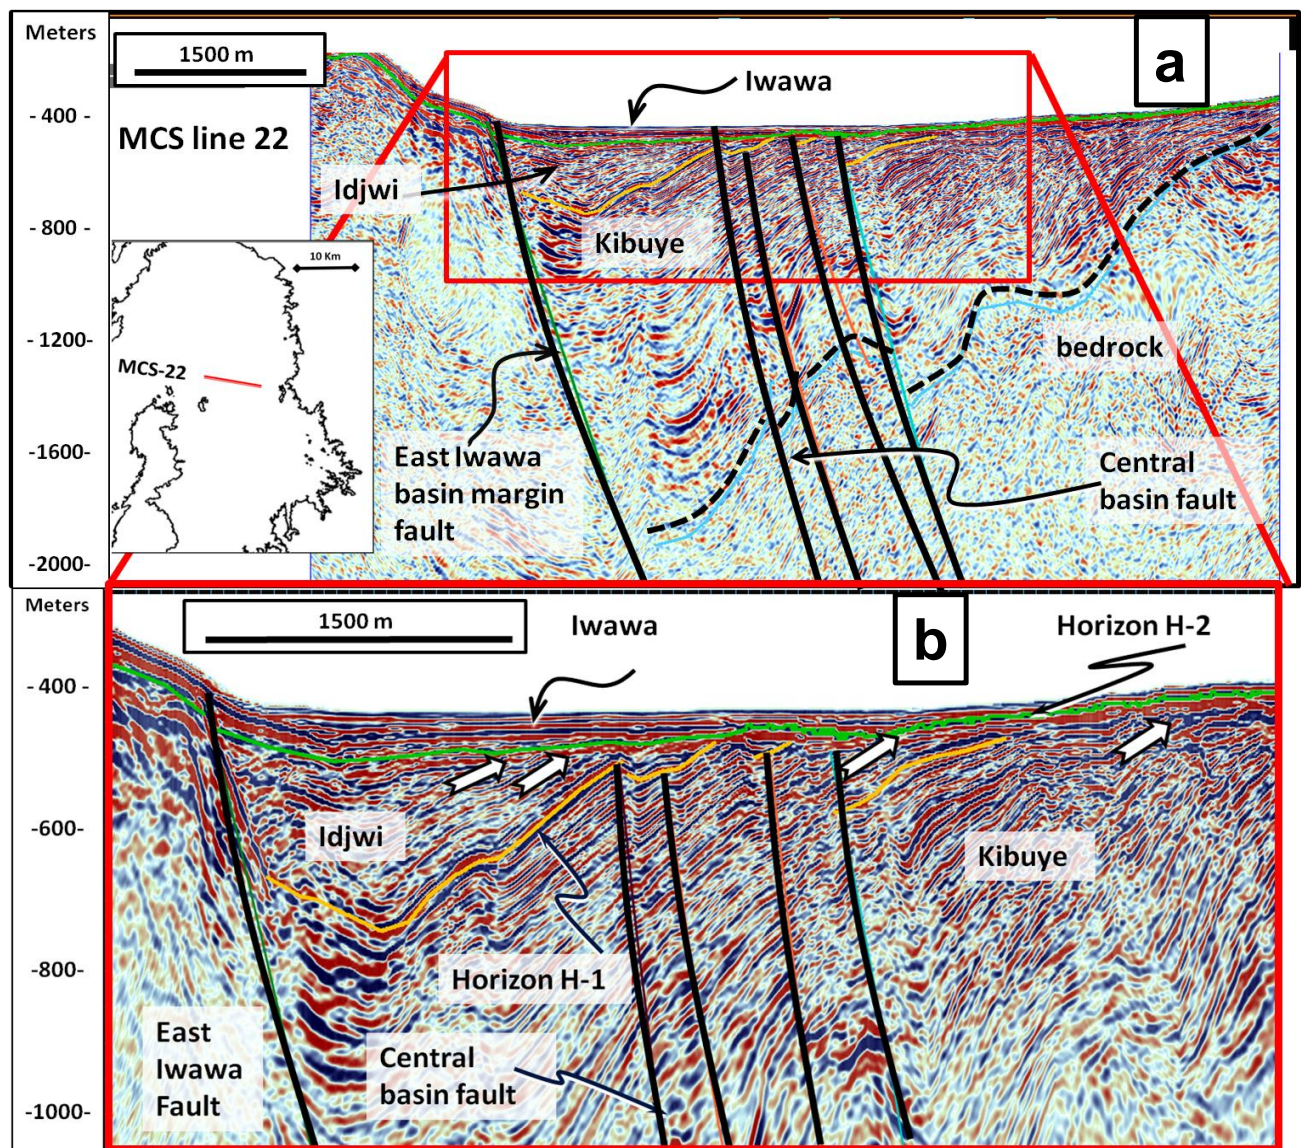 Meters
1500 m
a
Iwawa
- 400 -
MCS line 22
Idjwi
- 800 -
Kibuye
10 Km
- 1200-
bedrock
MCS-22
-1600-
East Iwawa
basin margin
fault
Central
basin fault
-2000-
Meters
1500 m
Iwawa
b
Horizon H-2
- 400 -
-600-
Idjwi
Kibuye
-800-
Horizon H-1
East
Iwawa
Fault
Central
basin fault
-1000-